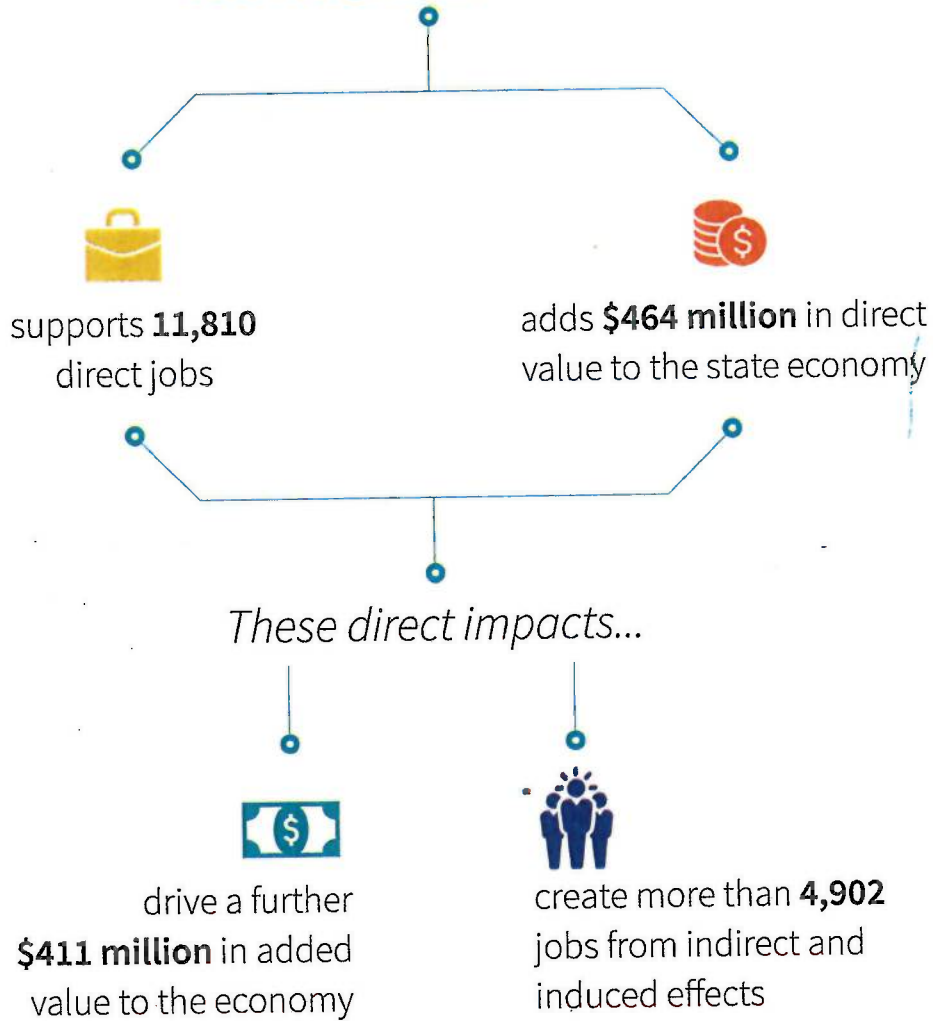 supports 11,810
direct jobs
adds $464 million in direct
value to the state economy
These direct impacts...
drive a further
$411 million in added
value to the economy
create more than 4,902
jobs from indirect and
induced effects